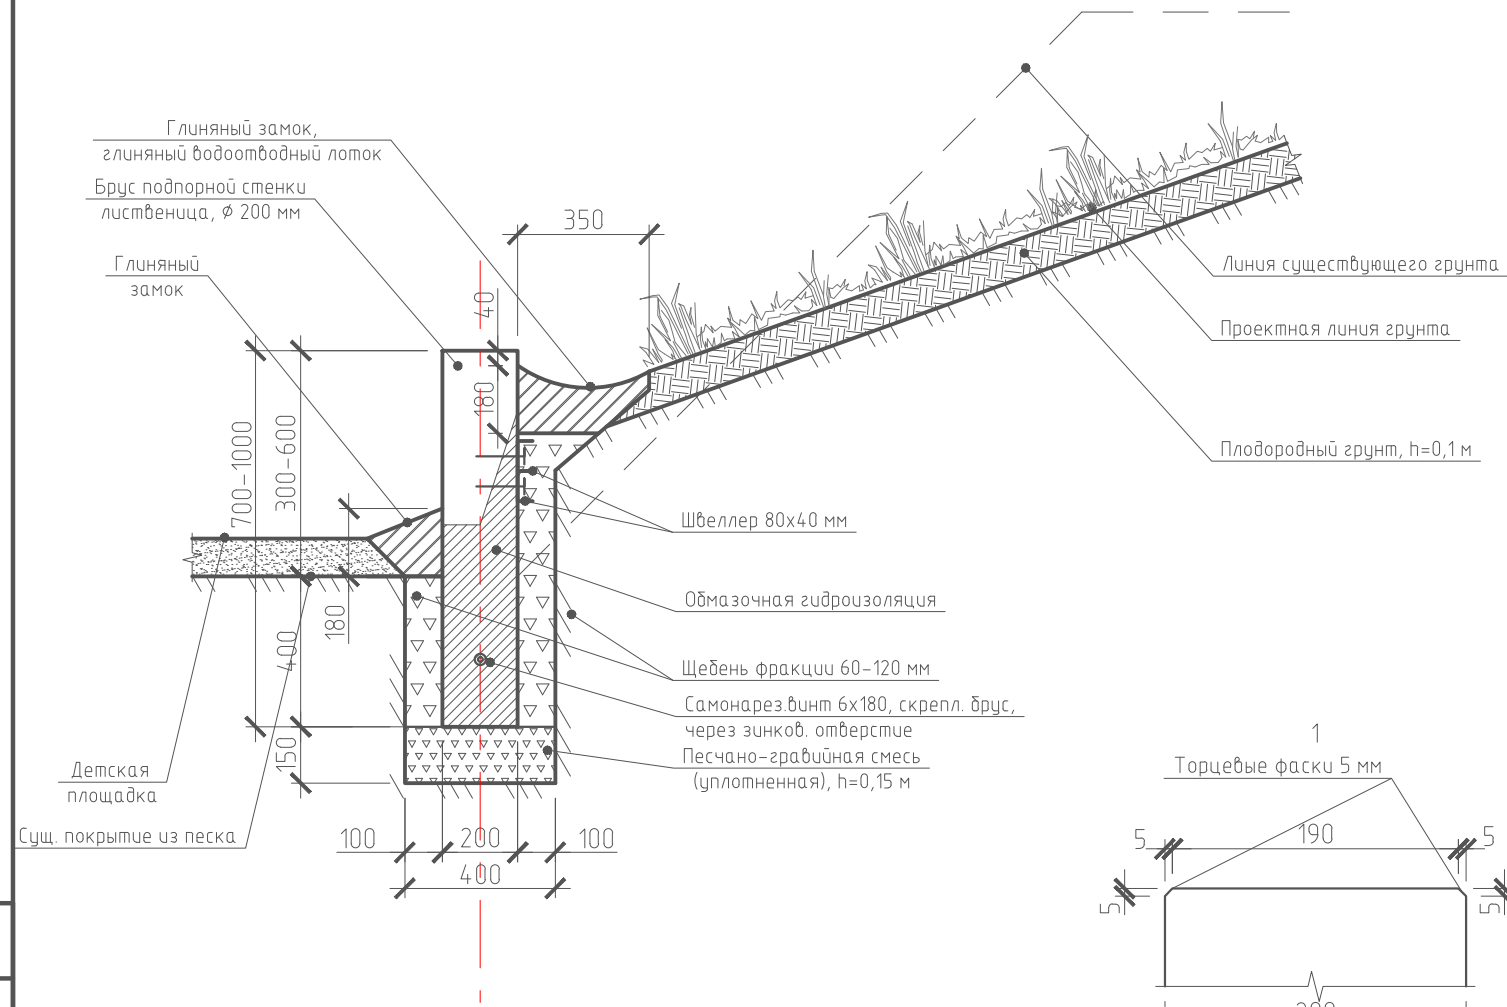 Глиняный замок,
глиняный водоотводный лоток
Брус подпорной стенки
лиственица, ϕ 200 мм
Глиняный
замок
350
40
180
700-1000
300-600
180
400
150
Линия существующего грунта
Проектная линия грунта
Плодородный грунт, h=0,1 м
Швеллер 80х40 мм
Обмазочная гидроизоляция
Щебень фракции 60-120 мм
Самонарез.винт 6х180, скрепл. брус,
через зинков. отверстие
Песчано-гравийная смесь
(уплотненная), h=0,15 м
Детская
площадка
Сущ. покрытие из песка
100 200 100
400
1
Торцевые фаски 5 мм
5 190 5
5 5